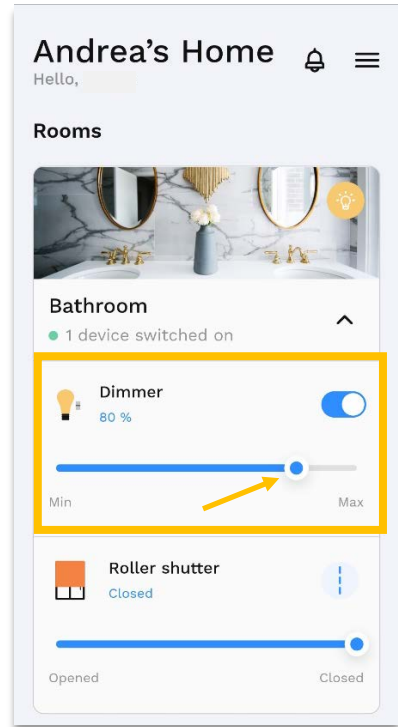 Andrea's Home
Hello,
Rooms
Bathroom
1 device switched on
Dimmer
80 %
Min
Max
Roller shutter
Closed
Opened
Closed